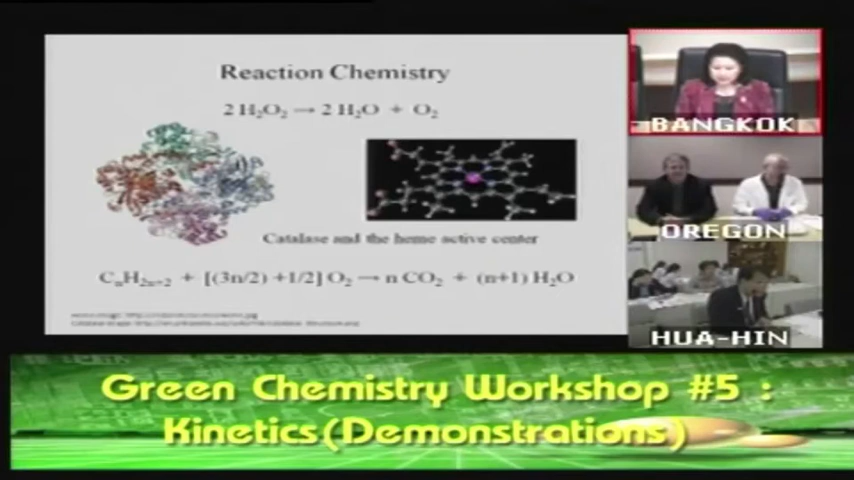 Reaction Chemistry
2 H₂O₂ → 2 H₂O + O₂
Catalase and the heme active center
CₙH₂ₙ₊₂ + [(3n/2) +1/2] O₂ → n CO₂ + (n+1) H₂O
BANGKOK
OREGON
HUA-HIN
Green Chemistry Workshop #5 :
Kinetics(Demonstrations)